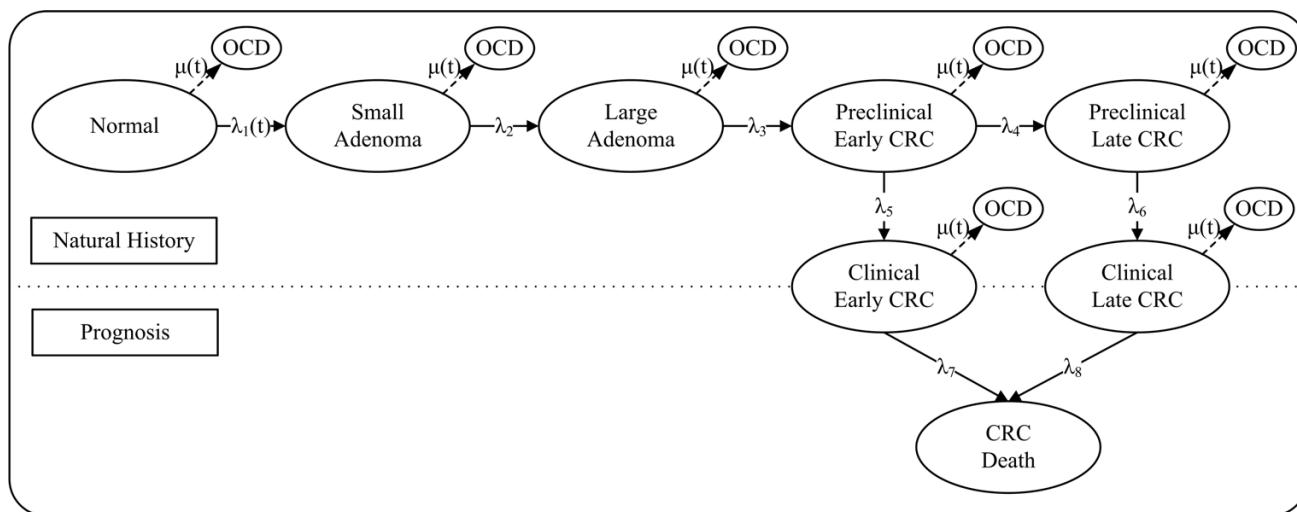 OCD
OCD
OCD
OCD
OCD
μ(t)
μ(t)
μ(t)
μ(t)
μ(t)
Normal
λ₁(t)
Small
Adenoma
λ₂
Large
Adenoma
λ₃
Preclinical
Early CRC
λ₄
Preclinical
Late CRC
λ₅
OCD
λ₆
OCD
μ(t)
μ(t)
Natural History
Clinical
Early CRC
Clinical
Late CRC
Prognosis
λ₇
λ₈
CRC
Death